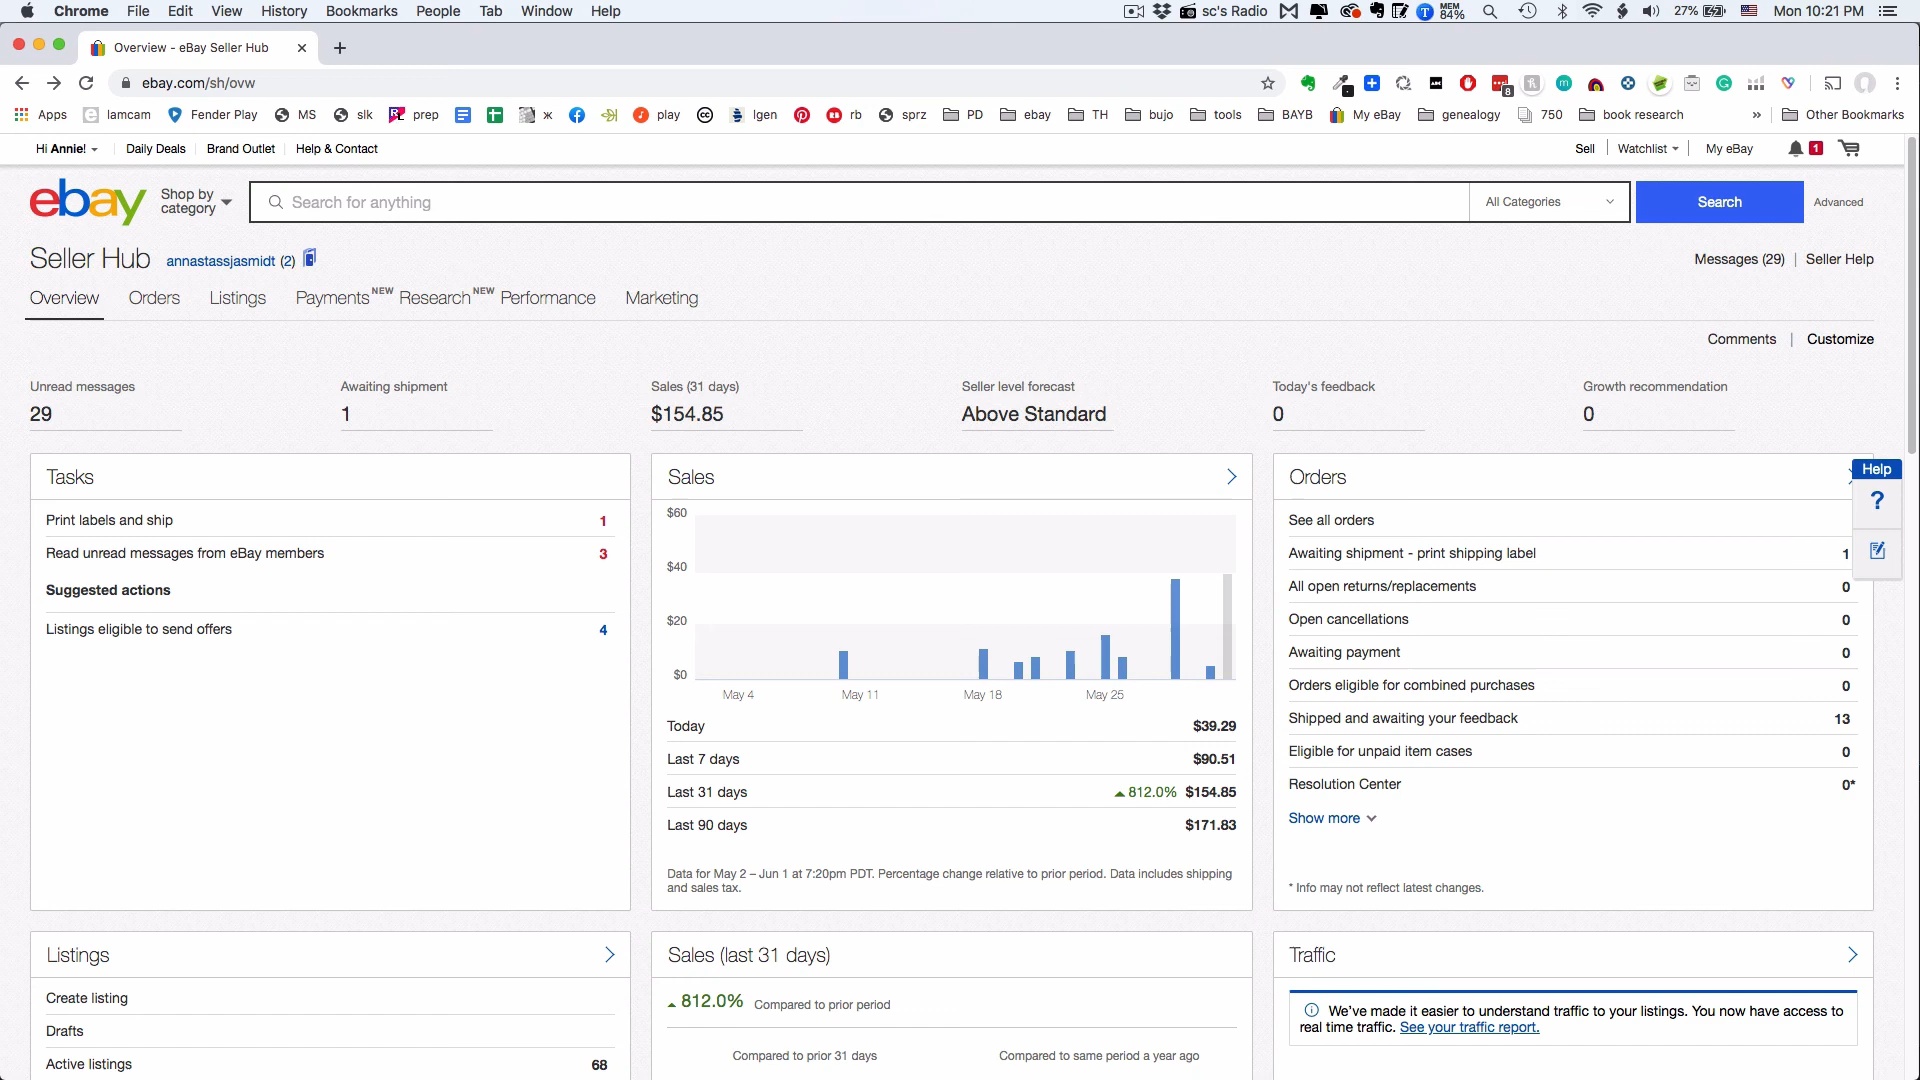 Chrome File Edit View History Bookmarks People Tab Window Help sc's Radio MEM 84% 27% Mon 10:21 PM
Overview - eBay Seller Hub
ebay.com/sh/ovw
Apps lamcam Fender Play MS slk prep ж play lgen rb sprz PD ebay TH bujo tools BAYB My eBay genealogy 750 book research » Other Bookmarks
Hi Annie! Daily Deals Brand Outlet Help & Contact Sell Watchlist My eBay 1
ebay Shop by category Search for anything All Categories Search Advanced
Seller Hub annastassjasmidt (2) Messages (29) | Seller Help
Overview Orders Listings Payments NEW Research NEW Performance Marketing
Comments | Customize
Unread messages Awaiting shipment Sales (31 days) Seller level forecast Today's feedback Growth recommendation
29 1 $154.85 Above Standard 0 0
Tasks
Print labels and ship 1
Read unread messages from eBay members 3
Suggested actions
Listings eligible to send offers 4
Sales
$60
$40
$20
$0
May 4 May 11 May 18 May 25
Today $39.29
Last 7 days $90.51
Last 31 days 812.0% $154.85
Last 90 days $171.83
Data for May 2 – Jun 1 at 7:20pm PDT. Percentage change relative to prior period. Data includes shipping
and sales tax.
Orders
See all orders
Awaiting shipment - print shipping label 1
All open returns/replacements 0
Open cancellations 0
Awaiting payment 0
Orders eligible for combined purchases 0
Shipped and awaiting your feedback 13
Eligible for unpaid item cases 0
Resolution Center 0*
Show more
* Info may not reflect latest changes.
Help
?
Listings
Create listing
Drafts
Active listings 68
Sales (last 31 days)
812.0% Compared to prior period
Compared to prior 31 days Compared to same period a year ago
Traffic
We've made it easier to understand traffic to your listings. You now have access to
real time traffic. See your traffic report.